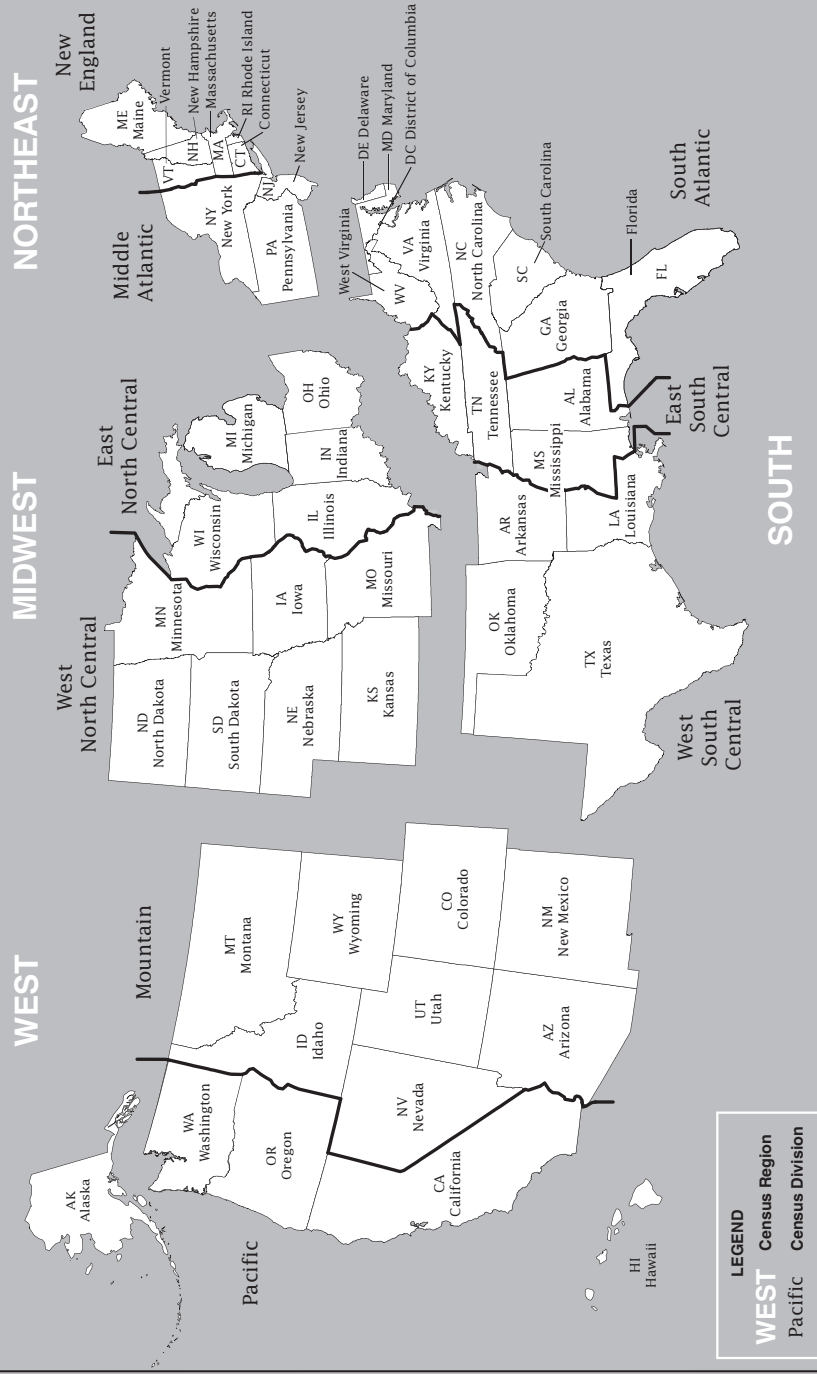 WEST
MIDWEST
NORTHEAST
Pacific
Mountain
West
North Central
East
North Central
Middle
Atlantic
New
England
AK
Alaska
WA
Washington
OR
Oregon
CA
California
HI
Hawaii
MT
Montana
ID
Idaho
WY
Wyoming
NV
Nevada
UT
Utah
CO
Colorado
AZ
Arizona
NM
New Mexico
ND
North Dakota
SD
South Dakota
NE
Nebraska
KS
Kansas
MN
Minnesota
IA
Iowa
MO
Missouri
WI
Wisconsin
IL
Illinois
MI
Michigan
IN
Indiana
OH
Ohio
NY
New York
PA
Pennsylvania
NJ
New Jersey
ME
Maine
VT
Vermont
NH
New Hampshire
MA
Massachusetts
RI Rhode Island
CT
Connecticut
DE Delaware
MD Maryland
DC District of Columbia
West Virginia
WV
VA
Virginia
NC
North Carolina
SC
South Carolina
GA
Georgia
FL
Florida
KY
Kentucky
TN
Tennessee
MS
Mississippi
AL
Alabama
OK
Oklahoma
AR
Arkansas
TX
Texas
LA
Louisiana
West
South
Central
East
South
Central
South
Atlantic
SOUTH
LEGEND
WEST Census Region
Pacific Census Division